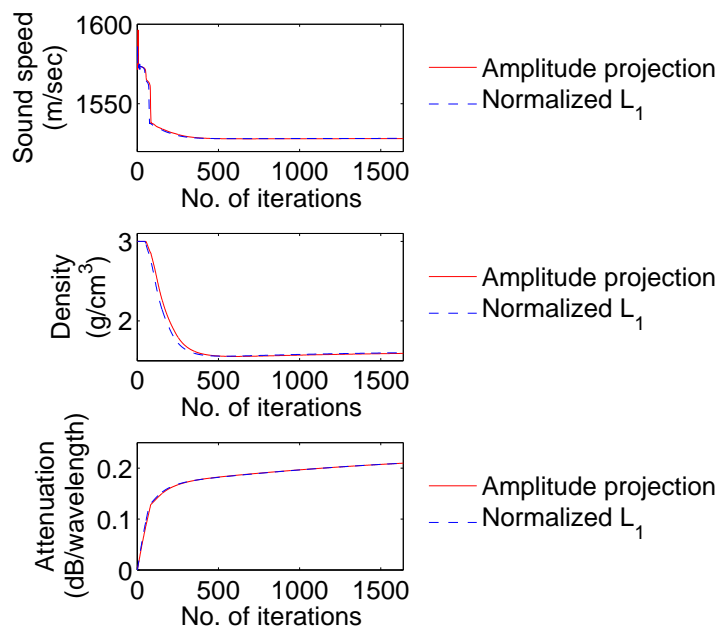 1600
1550
Sound speed
(m/sec)
0 500 1000 1500
No. of iterations
Amplitude projection
Normalized L1
3
2
Density
(g/cm3)
0 500 1000 1500
No. of iterations
Amplitude projection
Normalized L1
0.2
0.1
0
Attenuation
(dB/wavelength)
0 500 1000 1500
No. of iterations
Amplitude projection
Normalized L1